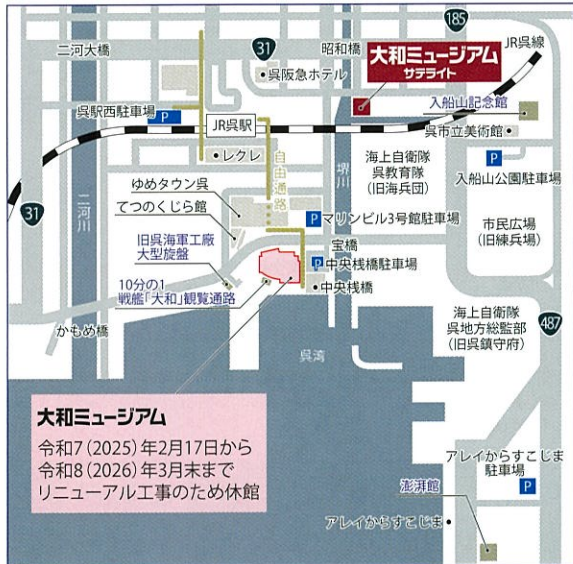 185
二河大橋
31
昭和橋
JR呉線
呉阪急ホテル
大和ミュージアム
サテライト
入船山記念館
呉駅西駐車場
P
JR呉駅
呉市立美術館
レクレ
自由通路
堺川
海上自衛隊
呉教育隊
(旧海兵団)
P
入船山公園駐車場
31
二河川
ゆめタウン呉
てつのくじら館
P
マリンビル3号館駐車場
市民広場
(旧練兵場)
旧呉海軍工廠
大型旋盤
宝橋
P
中央桟橋駐車場
10分の1
戦艦「大和」観覧通路
中央桟橋
かもめ橋
海上自衛隊
呉地方総監部
(旧呉鎮守府)
487
呉湾
大和ミュージアム
令和7(2025)年2月17日から
令和8(2026)年3月末まで
リニューアル工事のため休館
アレイからすこじま
駐車場
P
澎湃館
アレイからすこじま